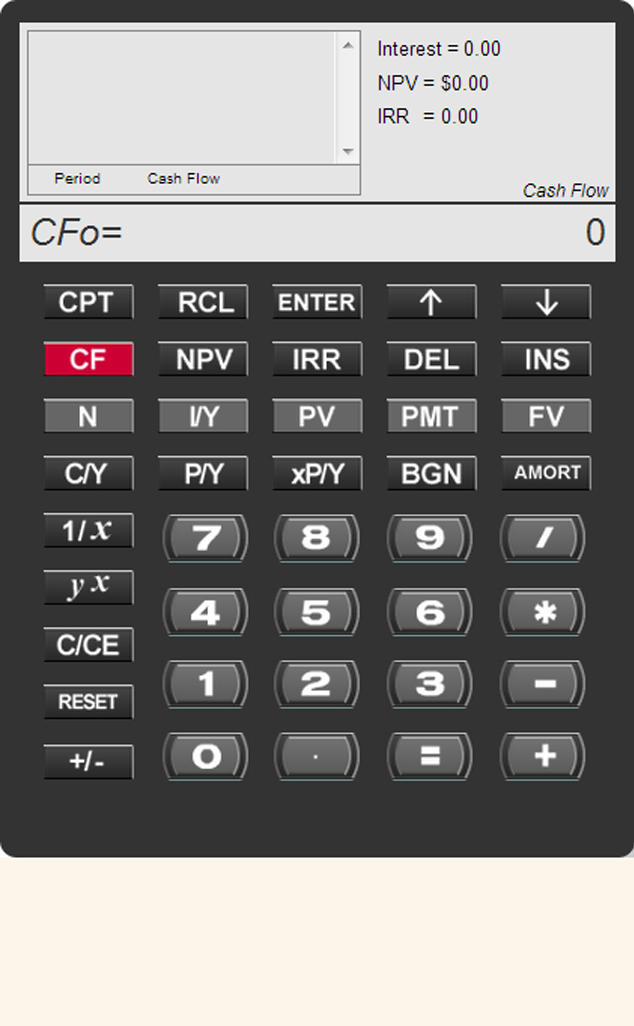 Interest = 0.00
NPV = $0.00
IRR = 0.00
Period Cash Flow
Cash Flow
CFo= 0
CPT RCL ENTER ↑ ↓
CF NPV IRR DEL INS
N I/Y PV PMT FV
C/Y P/Y xP/Y BGN AMORT
1/x 7 8 9 /
y x 4 5 6 *
C/CE 1 2 3 -
RESET
+/- 0 . = +